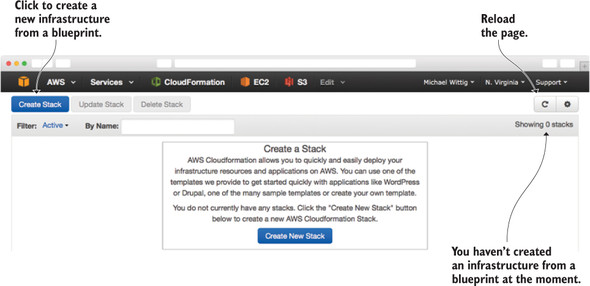 Click to create a
new infrastructure
from a blueprint.
Reload
the page.
AWS Services CloudFormation EC2 S3 Edit Michael Wittig N. Virginia Support
Create Stack Update Stack Delete Stack
Filter: Active By Name: Showing 0 stacks
Create a Stack
AWS Cloudformation allows you to quickly and easily deploy your
infrastructure resources and applications on AWS. You can use one of the
templates we provide to get started quickly with applications like WordPress
or Drupal, one of the many sample templates or create your own template.
You do not currently have any stacks. Click the "Create New Stack" button
below to create a new AWS Cloudformation Stack.
Create New Stack
You haven't created
an infrastructure from a
blueprint at the moment.